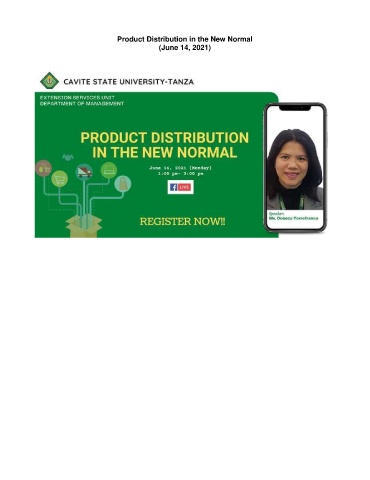 Product Distribution in the New Normal
(June 14, 2021)
CAVITE STATE UNIVERSITY-TANZA
EXTENSION SERVICES UNIT
DEPARTMENT OF MANAGEMENT
PRODUCT DISTRIBUTION
IN THE NEW NORMAL
June 14, 2021 (Monday)
1:00 pm- 3:00 pm
LIVE
REGISTER NOW!!
Speaker:
Ms.